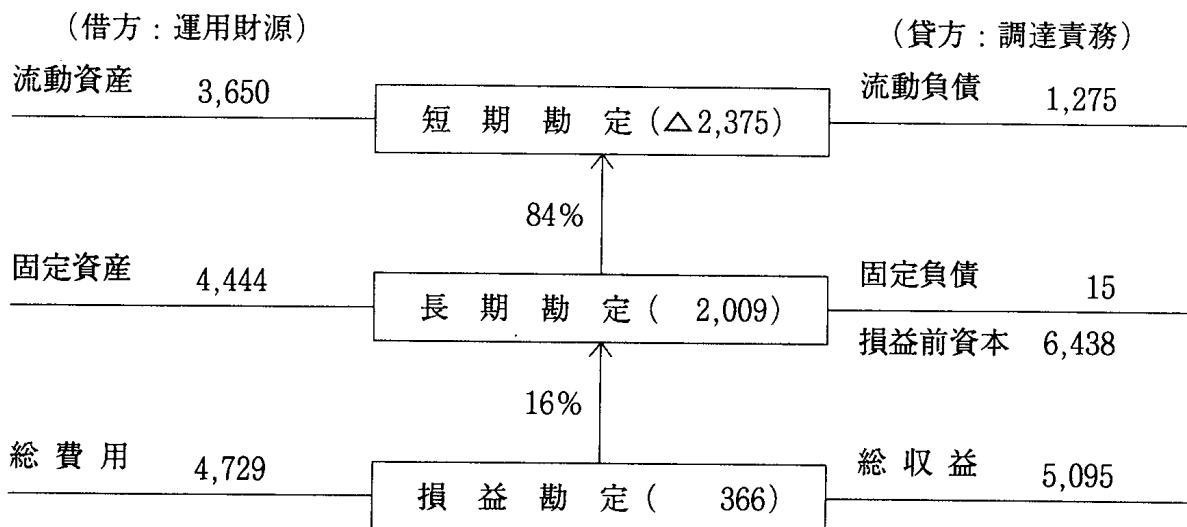 （借方：運用財源）　（貸方：調達責務）
流動資産　3,650　短期勘定（△2,375）　流動負債　1,275
84%
固定資産　4,444　長期勘定（　2,009）　固定負債　15
損益前資本　6,438
16%
総費用　4,729　損益勘定（　366）　総収益　5,095